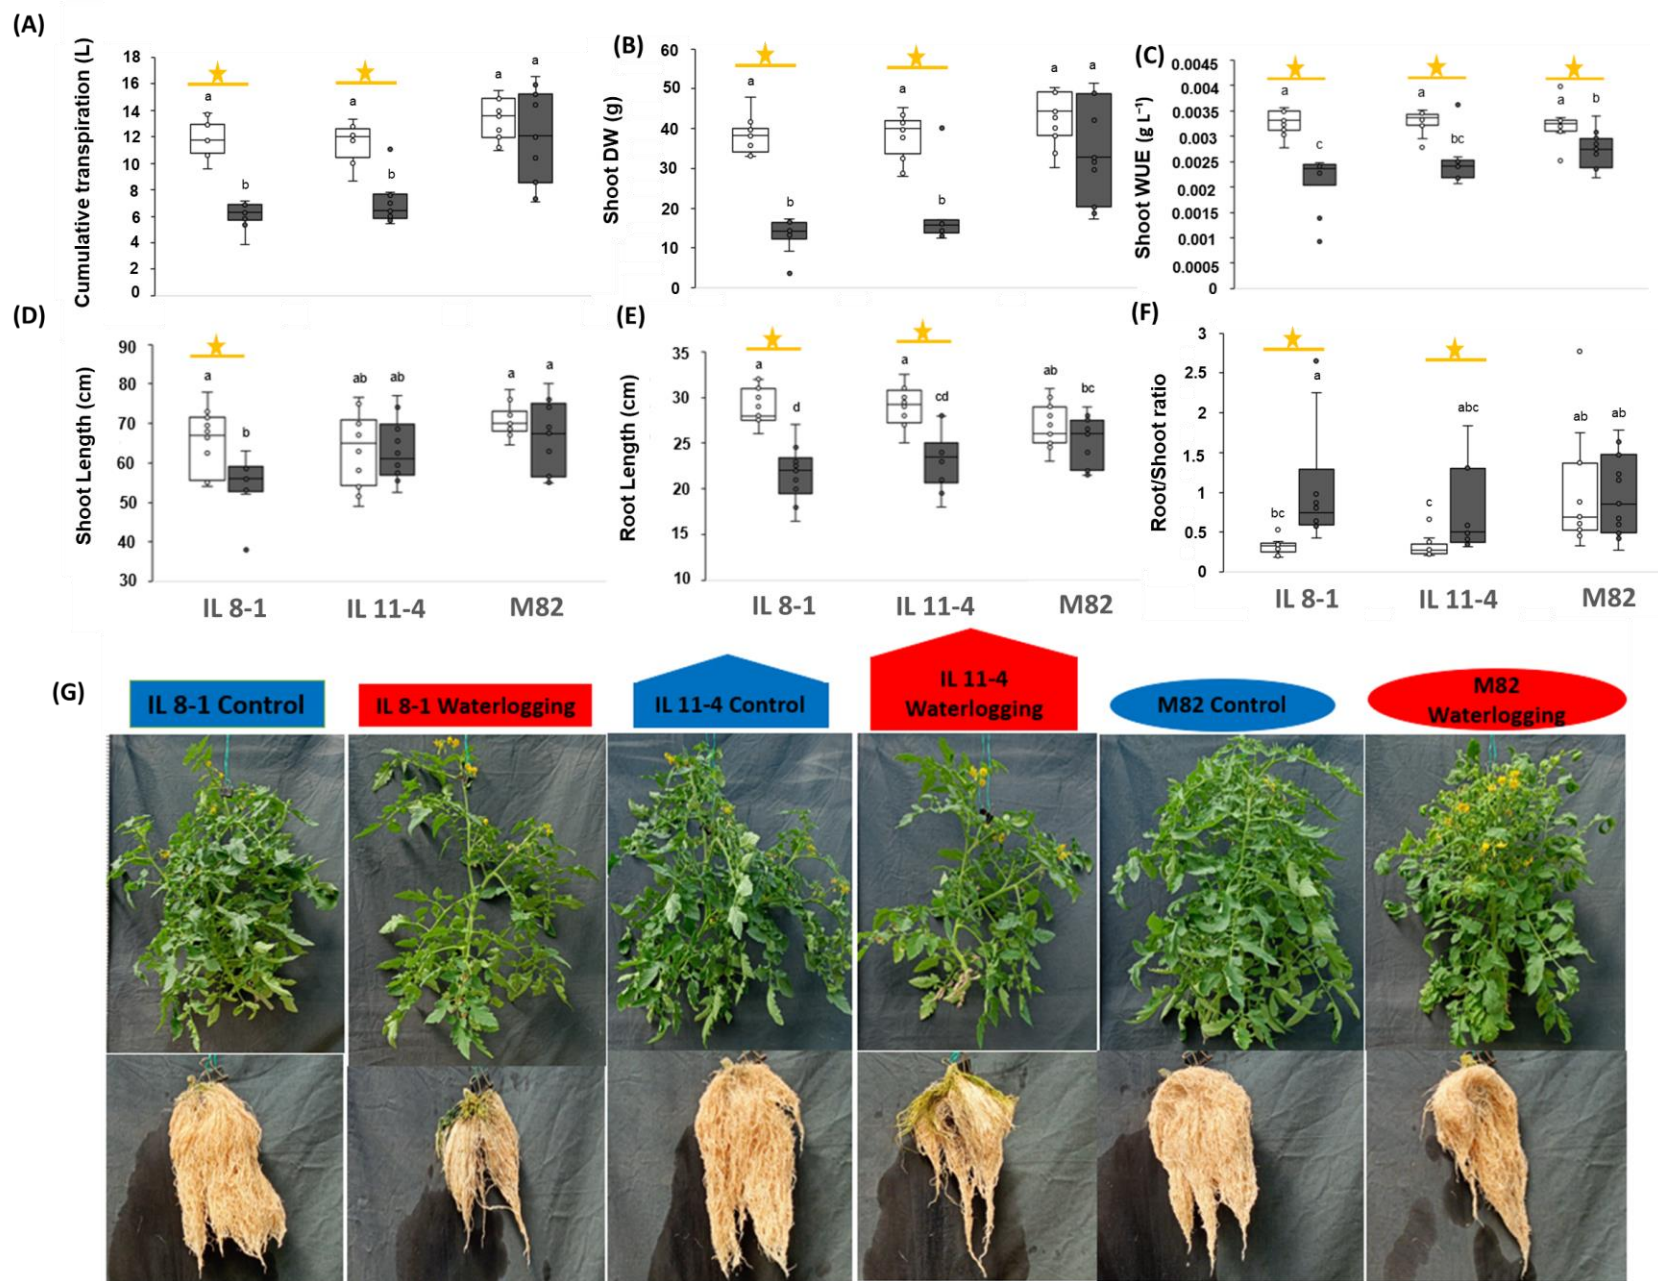 (A)
Cumulative transpiration (L)
18
16
14
12
10
8
6
4
2
0
a
b
a
b
a
a
(B)
Shoot DW (g)
60
50
40
30
20
10
0
a
b
a
b
a
a
(C)
Shoot WUE (g L⁻¹)
0.0045
0.004
0.0035
0.003
0.0025
0.002
0.0015
0.001
0.0005
0
a
c
a
bc
a
b
(D)
Shoot Length (cm)
90
80
70
60
50
40
30
a
b
ab
ab
a
a
IL 8-1
IL 11-4
M82
(E)
Root Length (cm)
35
30
25
20
15
10
a
d
a
cd
ab
bc
IL 8-1
IL 11-4
M82
(F)
Root/Shoot ratio
3
2.5
2
1.5
1
0.5
0
bc
a
c
abc
ab
ab
IL 8-1
IL 11-4
M82
(G)
IL 8-1 Control
IL 8-1 Waterlogging
IL 11-4 Control
IL 11-4
Waterlogging
M82 Control
M82
Waterlogging